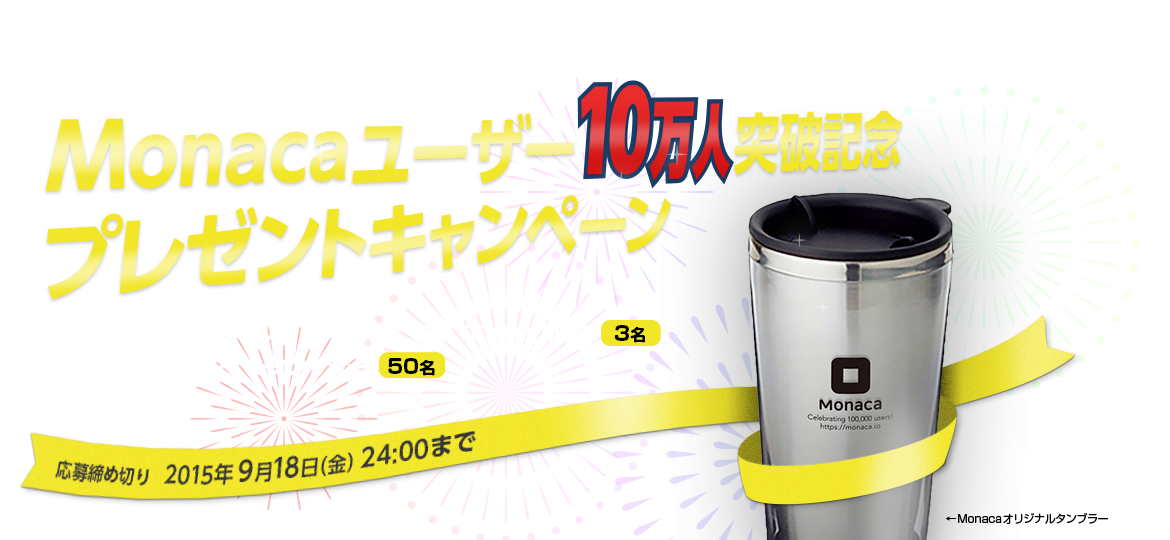 Monacaユーザー10万人突破記念
プレゼントキャンペーン
3名
50名
応募締め切り 2015年9月18日(金) 24:00まで
Monaca
Celebrating 100,000 users!
https://monaca.io
←Monacaオリジナルタンブラー